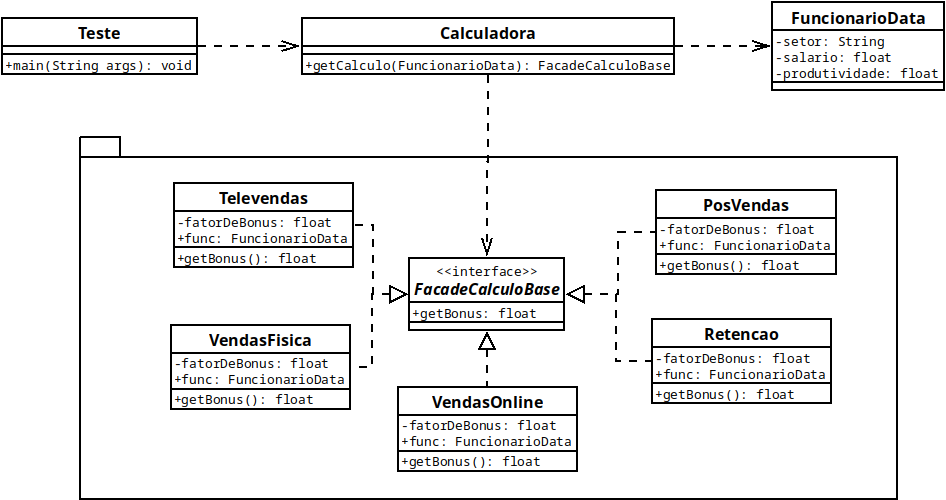 Teste
+main(String args): void
Calculadora
+getCalculo(FuncionarioData): FacadeCalculoBase
FuncionarioData
-setor: String
-salario: float
-produtividade: float
Televendas
-fatorDeBonus: float
+func: FuncionarioData
+getBonus(): float
PosVendas
-fatorDeBonus: float
+func: FuncionarioData
+getBonus(): float
<<interface>>
FacadeCalculoBase
+getBonus: float
VendasFisica
-fatorDeBonus: float
+func: FuncionarioData
+getBonus(): float
Retencao
-fatorDeBonus: float
+func: FuncionarioData
+getBonus(): float
VendasOnline
-fatorDeBonus: float
+func: FuncionarioData
+getBonus(): float